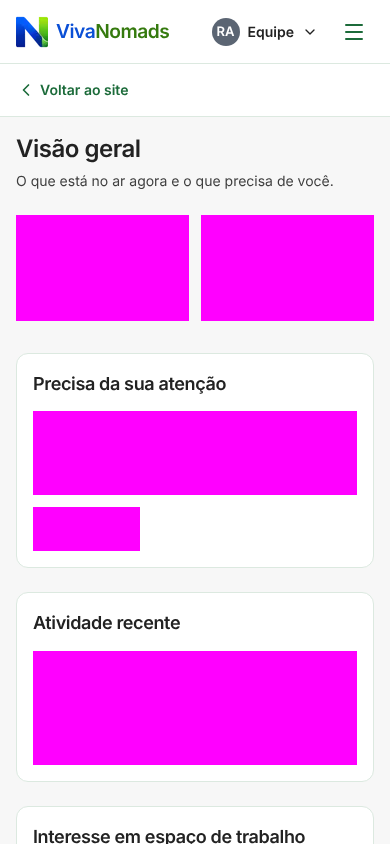 VivaNomads
RA Equipe
Voltar ao site
Visão geral
O que está no ar agora e o que precisa de você.
Precisa da sua atenção
Atividade recente
Interesse em espaço de trabalho